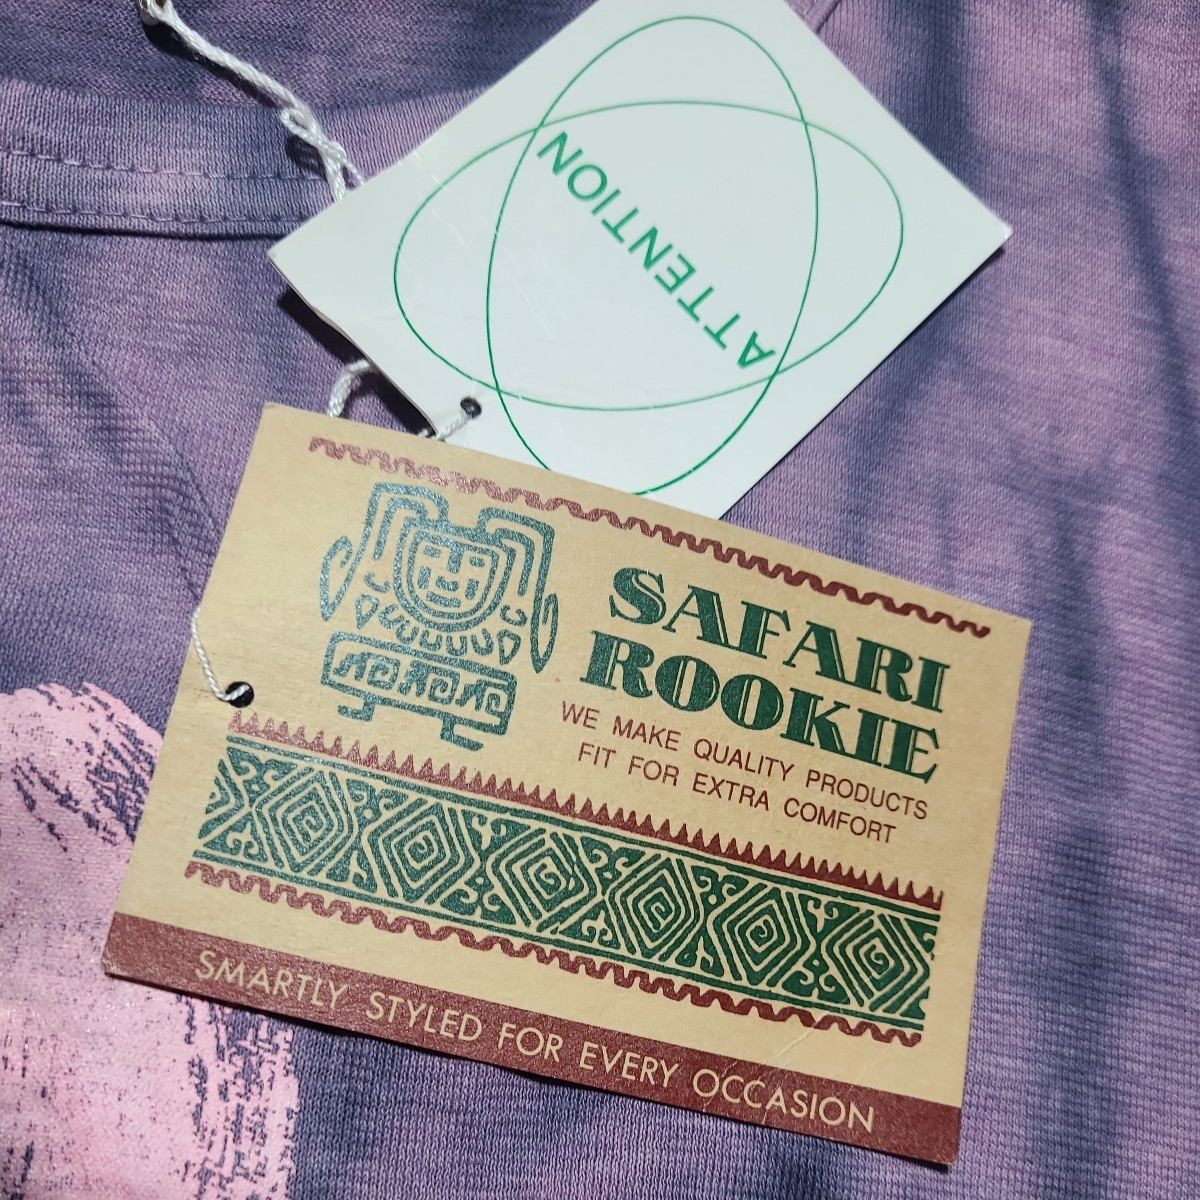 ATTENTION
SAFARI
ROOKIE
WE MAKE QUALITY PRODUCTS
FIT FOR EXTRA COMFORT
SMARTLY STYLED FOR EVERY OCCASION